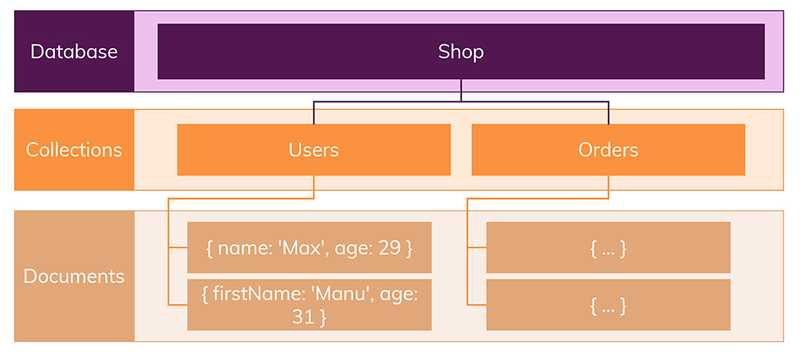 Database
Shop
Collections
Users
Orders
Documents
{ name: 'Max', age: 29 }
{ ... }
{ firstName: 'Manu', age:
31 }
{ ... }